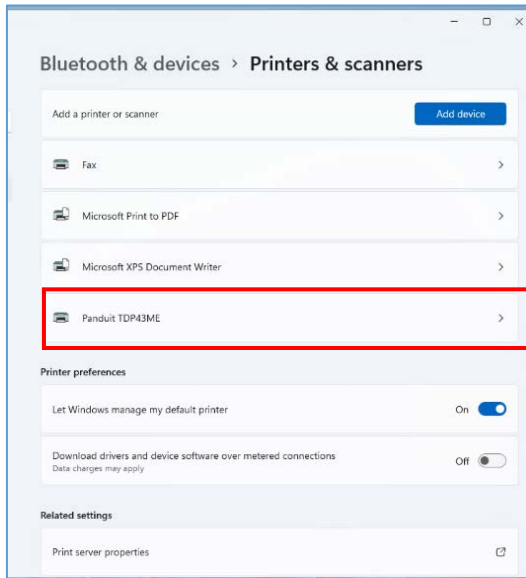 Bluetooth & devices > Printers & scanners
Add a printer or scanner
Add device
Fax
Microsoft Print to PDF
Microsoft XPS Document Writer
Panduit TDP43ME
Printer preferences
Let Windows manage my default printer
On
Download drivers and device software over metered connections
Off
Data charges may apply
Related settings
Print server properties